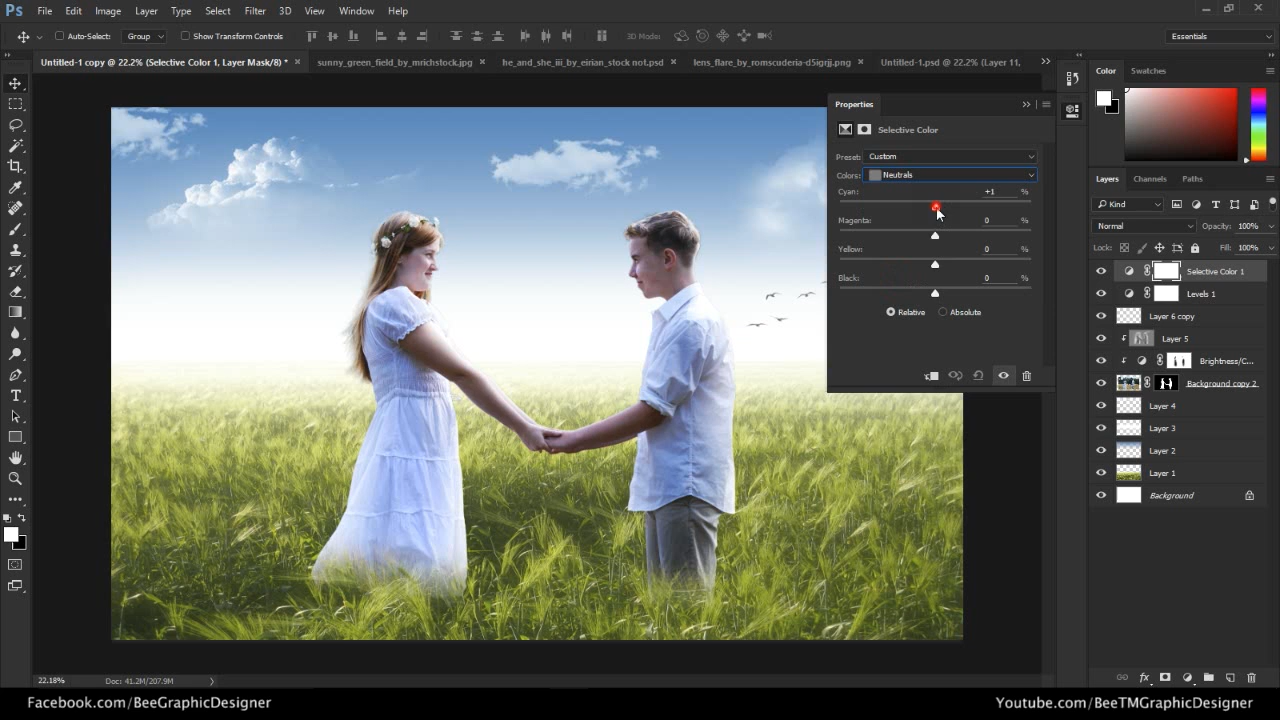 Ps File Edit Image Layer Type Select Filter 3D View Window Help
Auto-Select: Group Show Transform Controls 3D Mode: Essentials
Untitled-1 copy @ 22.2% (Selective Color 1, Layer Mask/8) * × sunny_green_field_by_mrichstock.jpg × he_and_she_iii_by_eirian_stock not.psd × lens_flare_by_romscuderia-d5igrjj.png × Untitled-1.psd @ 22.2% (Layer 11,
Color Swatches
Properties
Selective Color
Preset: Custom
Colors: Neutrals
Cyan: +1 %
Magenta: 0 %
Yellow: 0 %
Black: 0 %
Relative Absolute
Layers Channels Paths
Kind
Normal Opacity: 100%
Lock: Fill: 100%
Selective Color 1
Levels 1
Layer 6 copy
Layer 5
Brightness/C...
Background copy 2
Layer 4
Layer 3
Layer 2
Layer 1
Background
22.18% Doc: 41.2M/207.9M
Facebook.com/BeeGraphicDesigner
Youtube.com/BeeTMGraphicDesigner